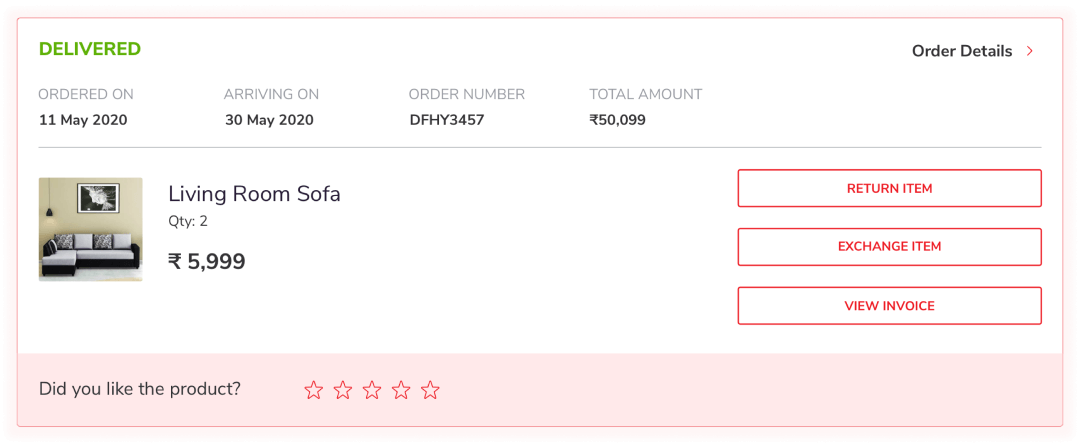 DELIVERED
Order Details
ORDERED ON ARRIVING ON ORDER NUMBER TOTAL AMOUNT
11 May 2020 30 May 2020 DFHY3457 ₹50,099
Living Room Sofa
Qty: 2
₹ 5,999
RETURN ITEM
EXCHANGE ITEM
VIEW INVOICE
Did you like the product?